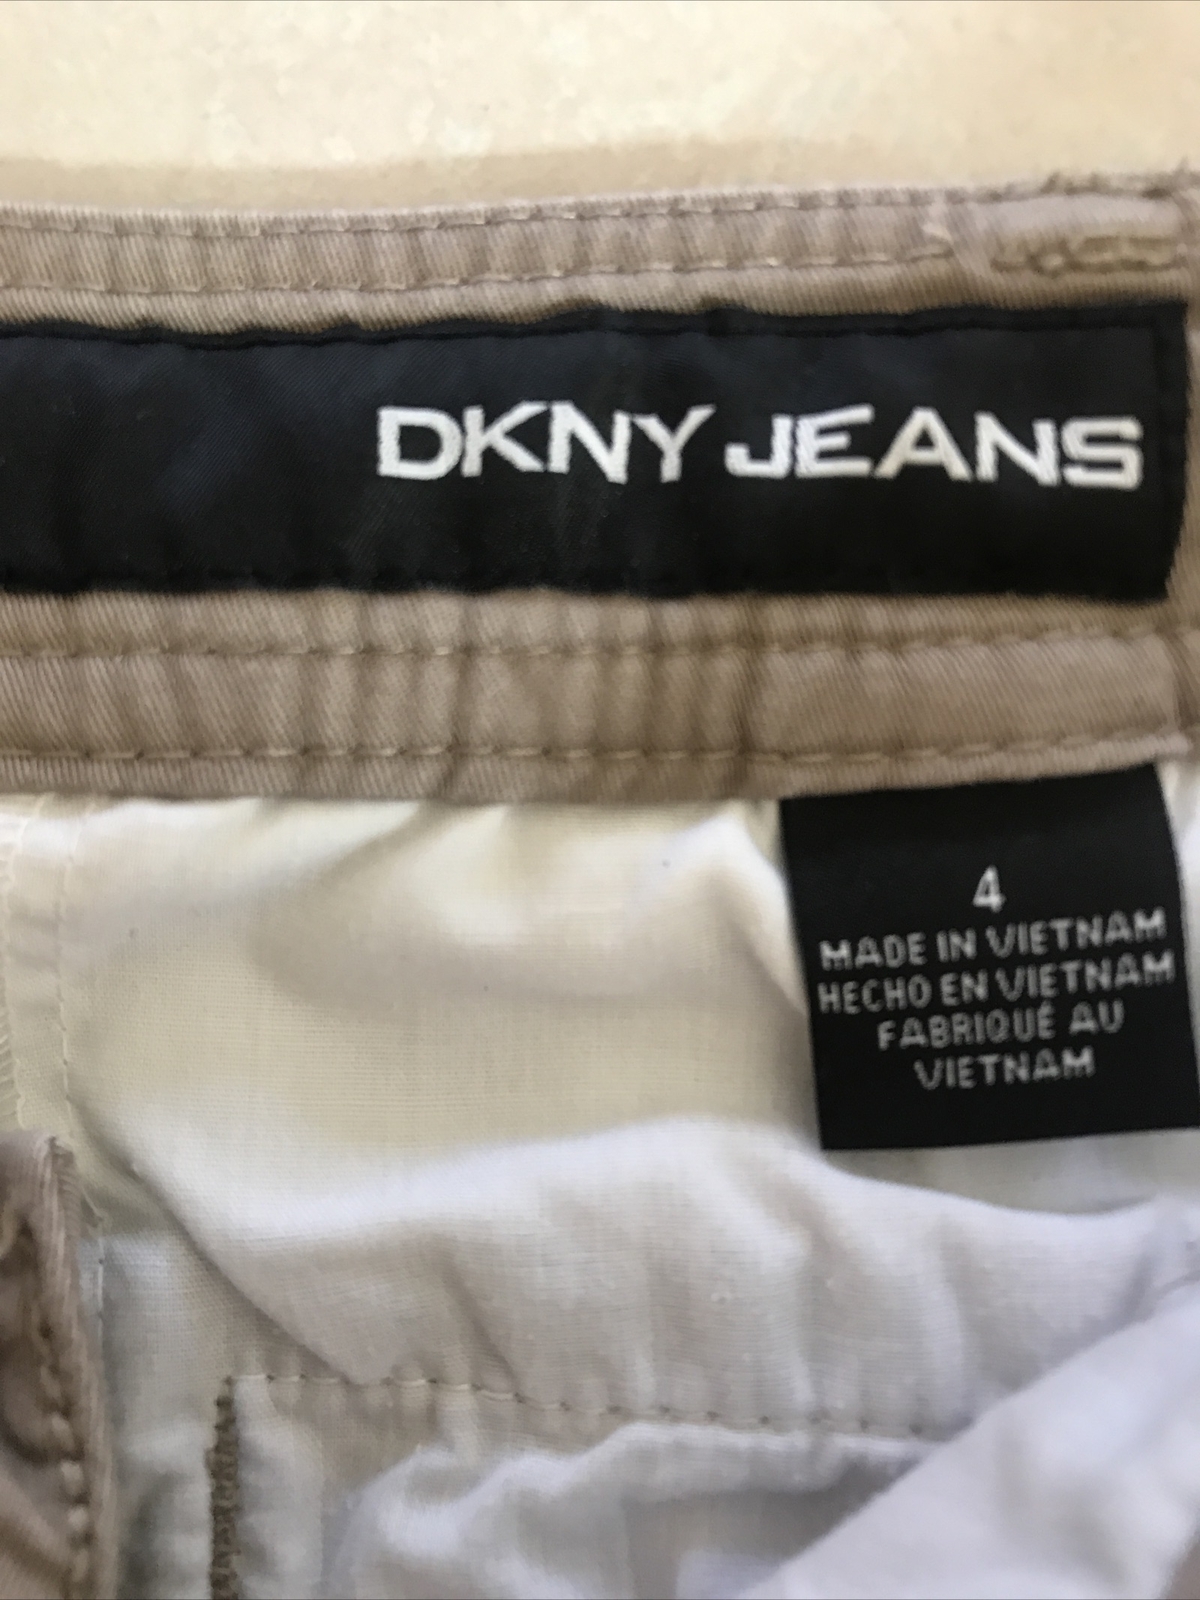 DKNY JEANS
4
MADE IN VIETNAM
HECHO EN VIETNAM
FABRIQUÉ AU
VIETNAM